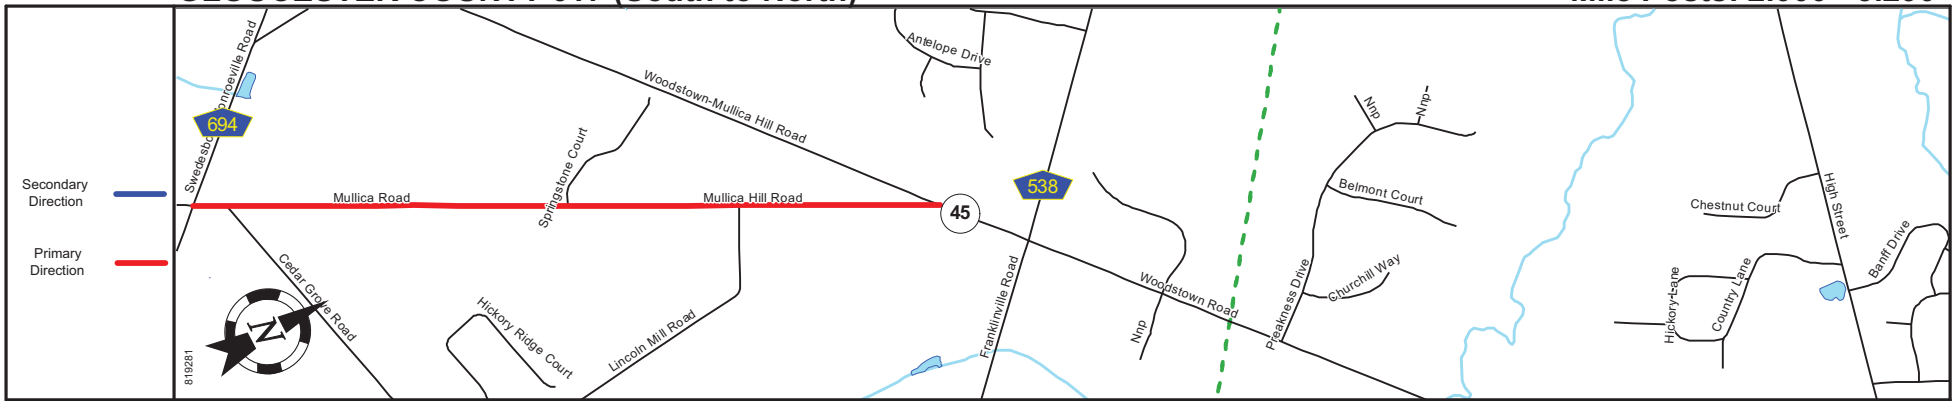 Secondary
Direction
Primary
Direction
694
Mullica Road
Springstone Court
Mullica Hill Road
Woodstown-Mullica Hill Road
45
Antelope Drive
538
Franklinville Road
Cedar Grove Road
N
819281
Hickory Ridge Court
Lincoln Mill Road
Woodstown Road
Nnp
Preakness Drive
Churchill Way
Belmont Court
Nnp
Nnp
Chestnut Court
High Street
Hickory Lane
Country Lane
Banff Drive